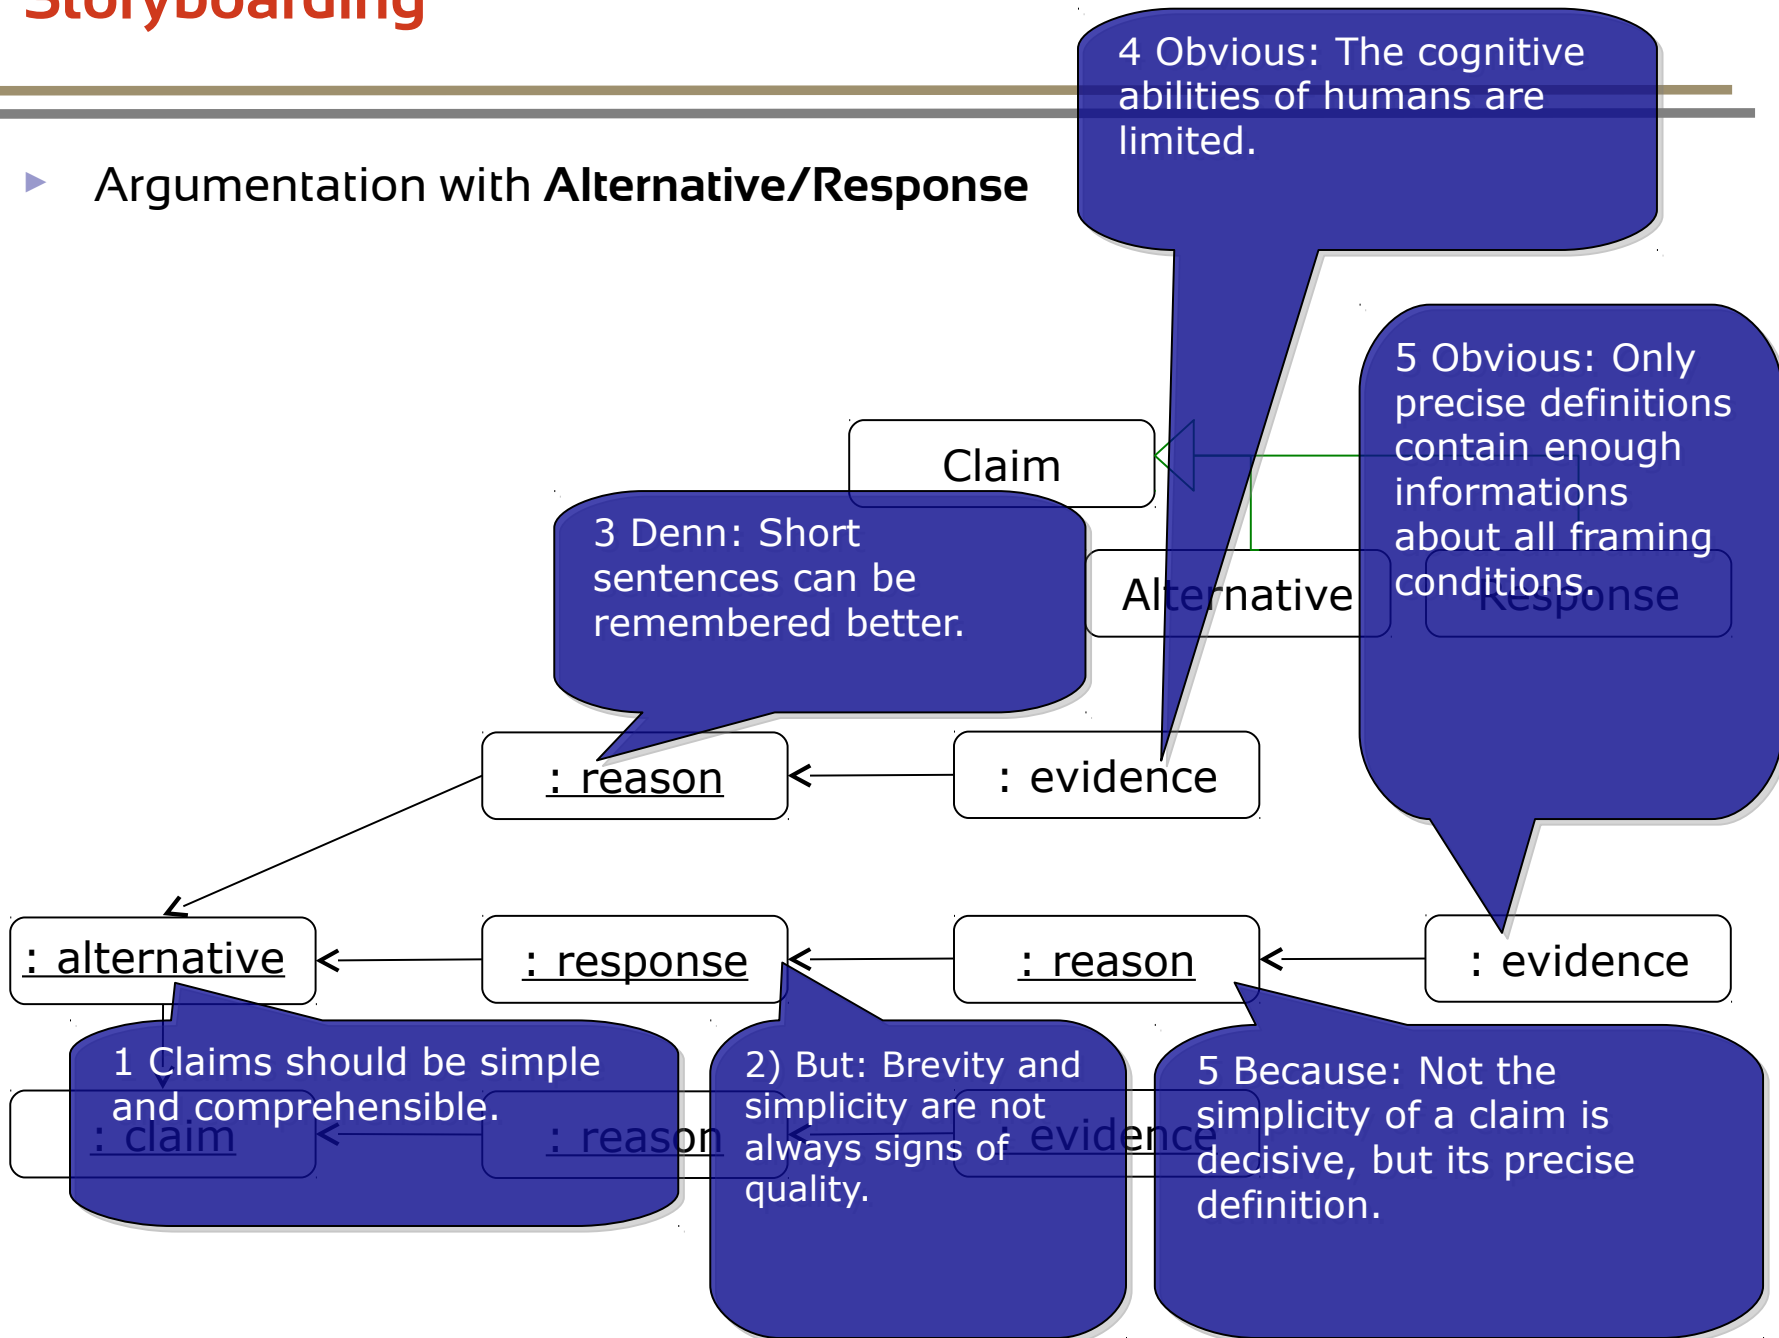 Storyboarding
Argumentation with Alternative/Response
4 Obvious: The cognitive
abilities of humans are
limited.
5 Obvious: Only
precise definitions
contain enough
informations
about all framing
conditions.
Claim
3 Denn: Short
sentences can be
remembered better.
Alternative
Response
: reason
: evidence
: alternative
: response
: reason
: evidence
1 Claims should be simple
and comprehensible.
2) But: Brevity and
simplicity are not
always signs of
quality.
5 Because: Not the
simplicity of a claim is
decisive, but its precise
definition.
: claim
: reason
: evidence